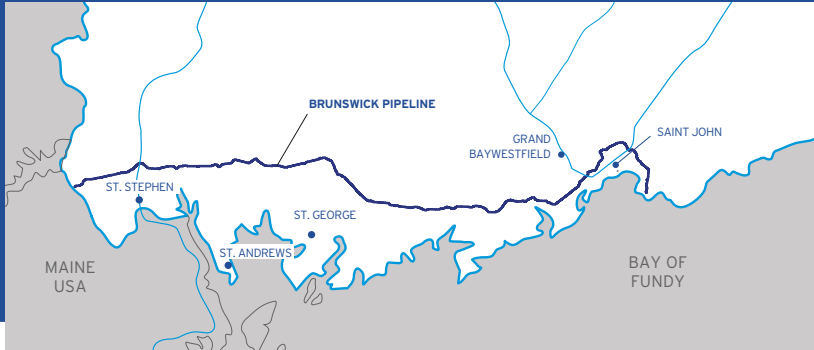 BRUNSWICK PIPELINE
GRAND
BAYWESTFIELD
SAINT JOHN
ST. STEPHEN
ST. GEORGE
ST. ANDREWS
MAINE
USA
BAY OF
FUNDY